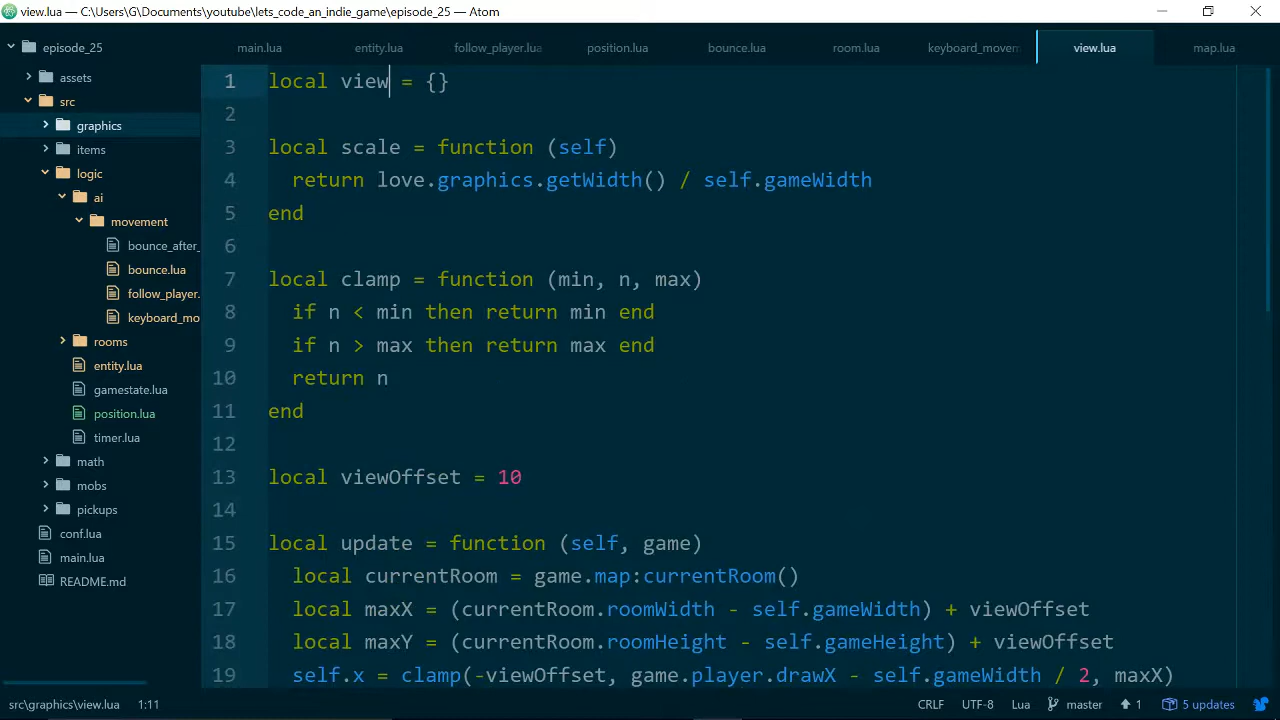 view.lua — C:\Users\G\Documents\youtube\lets_code_an_indie_game\episode_25 — Atom
episode_25
main.lua
entity.lua
follow_player.lua
position.lua
bounce.lua
room.lua
keyboard_movem
view.lua
map.lua
assets
src
graphics
items
logic
ai
movement
bounce_after_
bounce.lua
follow_player.
keyboard_mo
rooms
entity.lua
gamestate.lua
position.lua
timer.lua
math
mobs
pickups
conf.lua
main.lua
README.md
1 local view = {}
2
3 local scale = function (self)
4 return love.graphics.getWidth() / self.gameWidth
5 end
6
7 local clamp = function (min, n, max)
8 if n < min then return min end
9 if n > max then return max end
10 return n
11 end
12
13 local viewOffset = 10
14
15 local update = function (self, game)
16 local currentRoom = game.map:currentRoom()
17 local maxX = (currentRoom.roomWidth - self.gameWidth) + viewOffset
18 local maxY = (currentRoom.roomHeight - self.gameHeight) + viewOffset
19 self.x = clamp(-viewOffset, game.player.drawX - self.gameWidth / 2, maxX)
src\graphics\view.lua 1:11
CRLF UTF-8 Lua master 1 5 updates